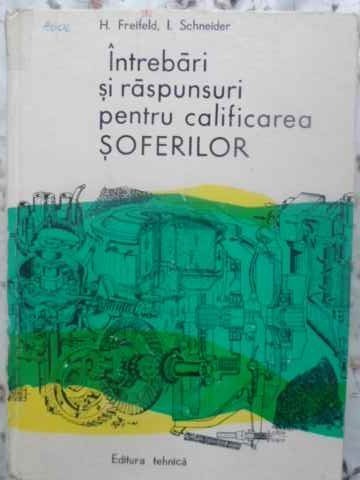 H. Freifeld, I. Schneider
Întrebări
și răspunsuri
pentru calificarea
ȘOFERILOR
Editura tehnică